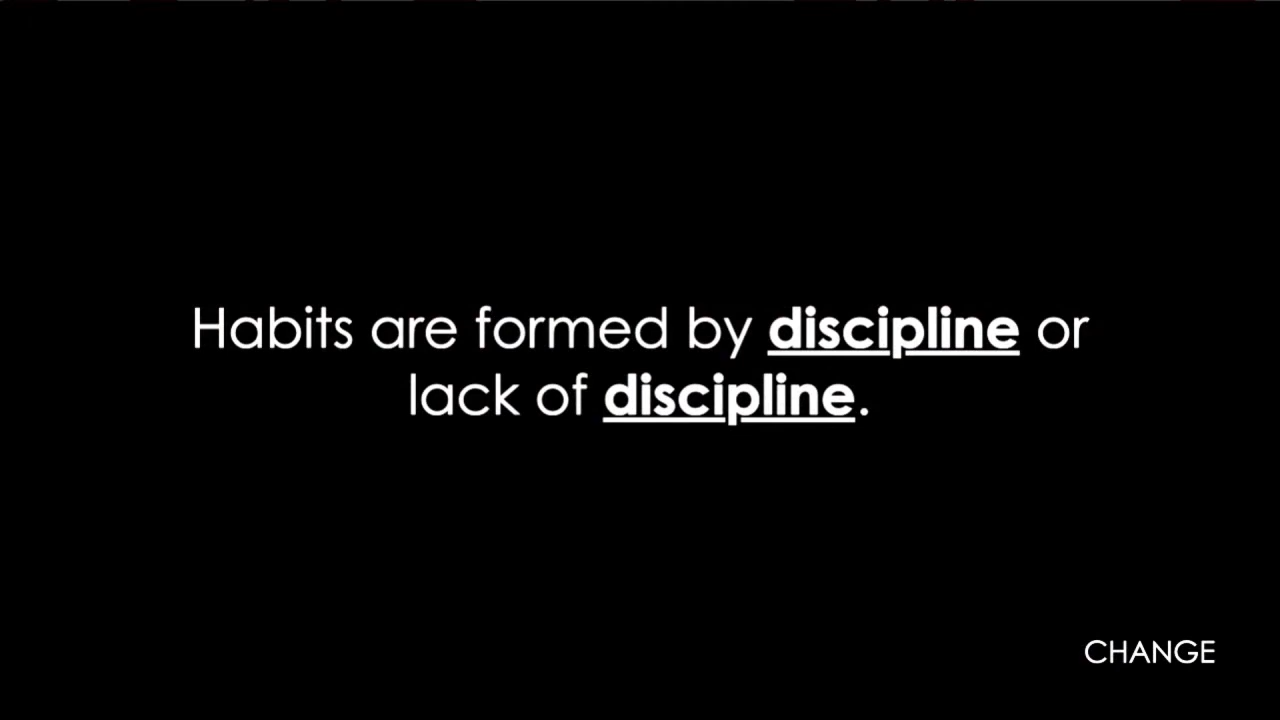 Habits are formed by discipline or
lack of discipline.
CHANGE